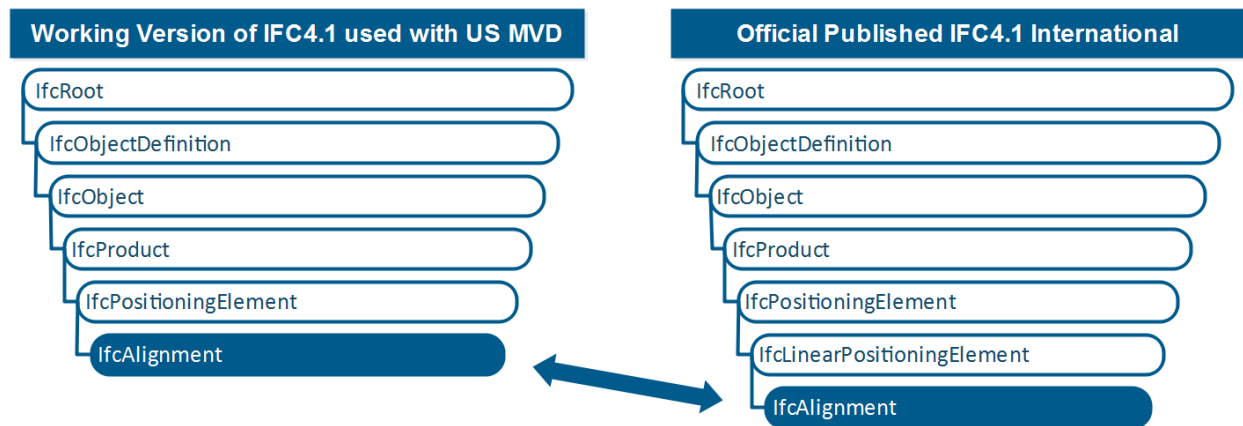 Working Version of IFC4.1 used with US MVD
IfcRoot
IfcObjectDefinition
IfcObject
IfcProduct
IfcPositioningElement
IfcAlignment
Official Published IFC4.1 International
IfcRoot
IfcObjectDefinition
IfcObject
IfcProduct
IfcPositioningElement
IfcLinearPositioningElement
IfcAlignment